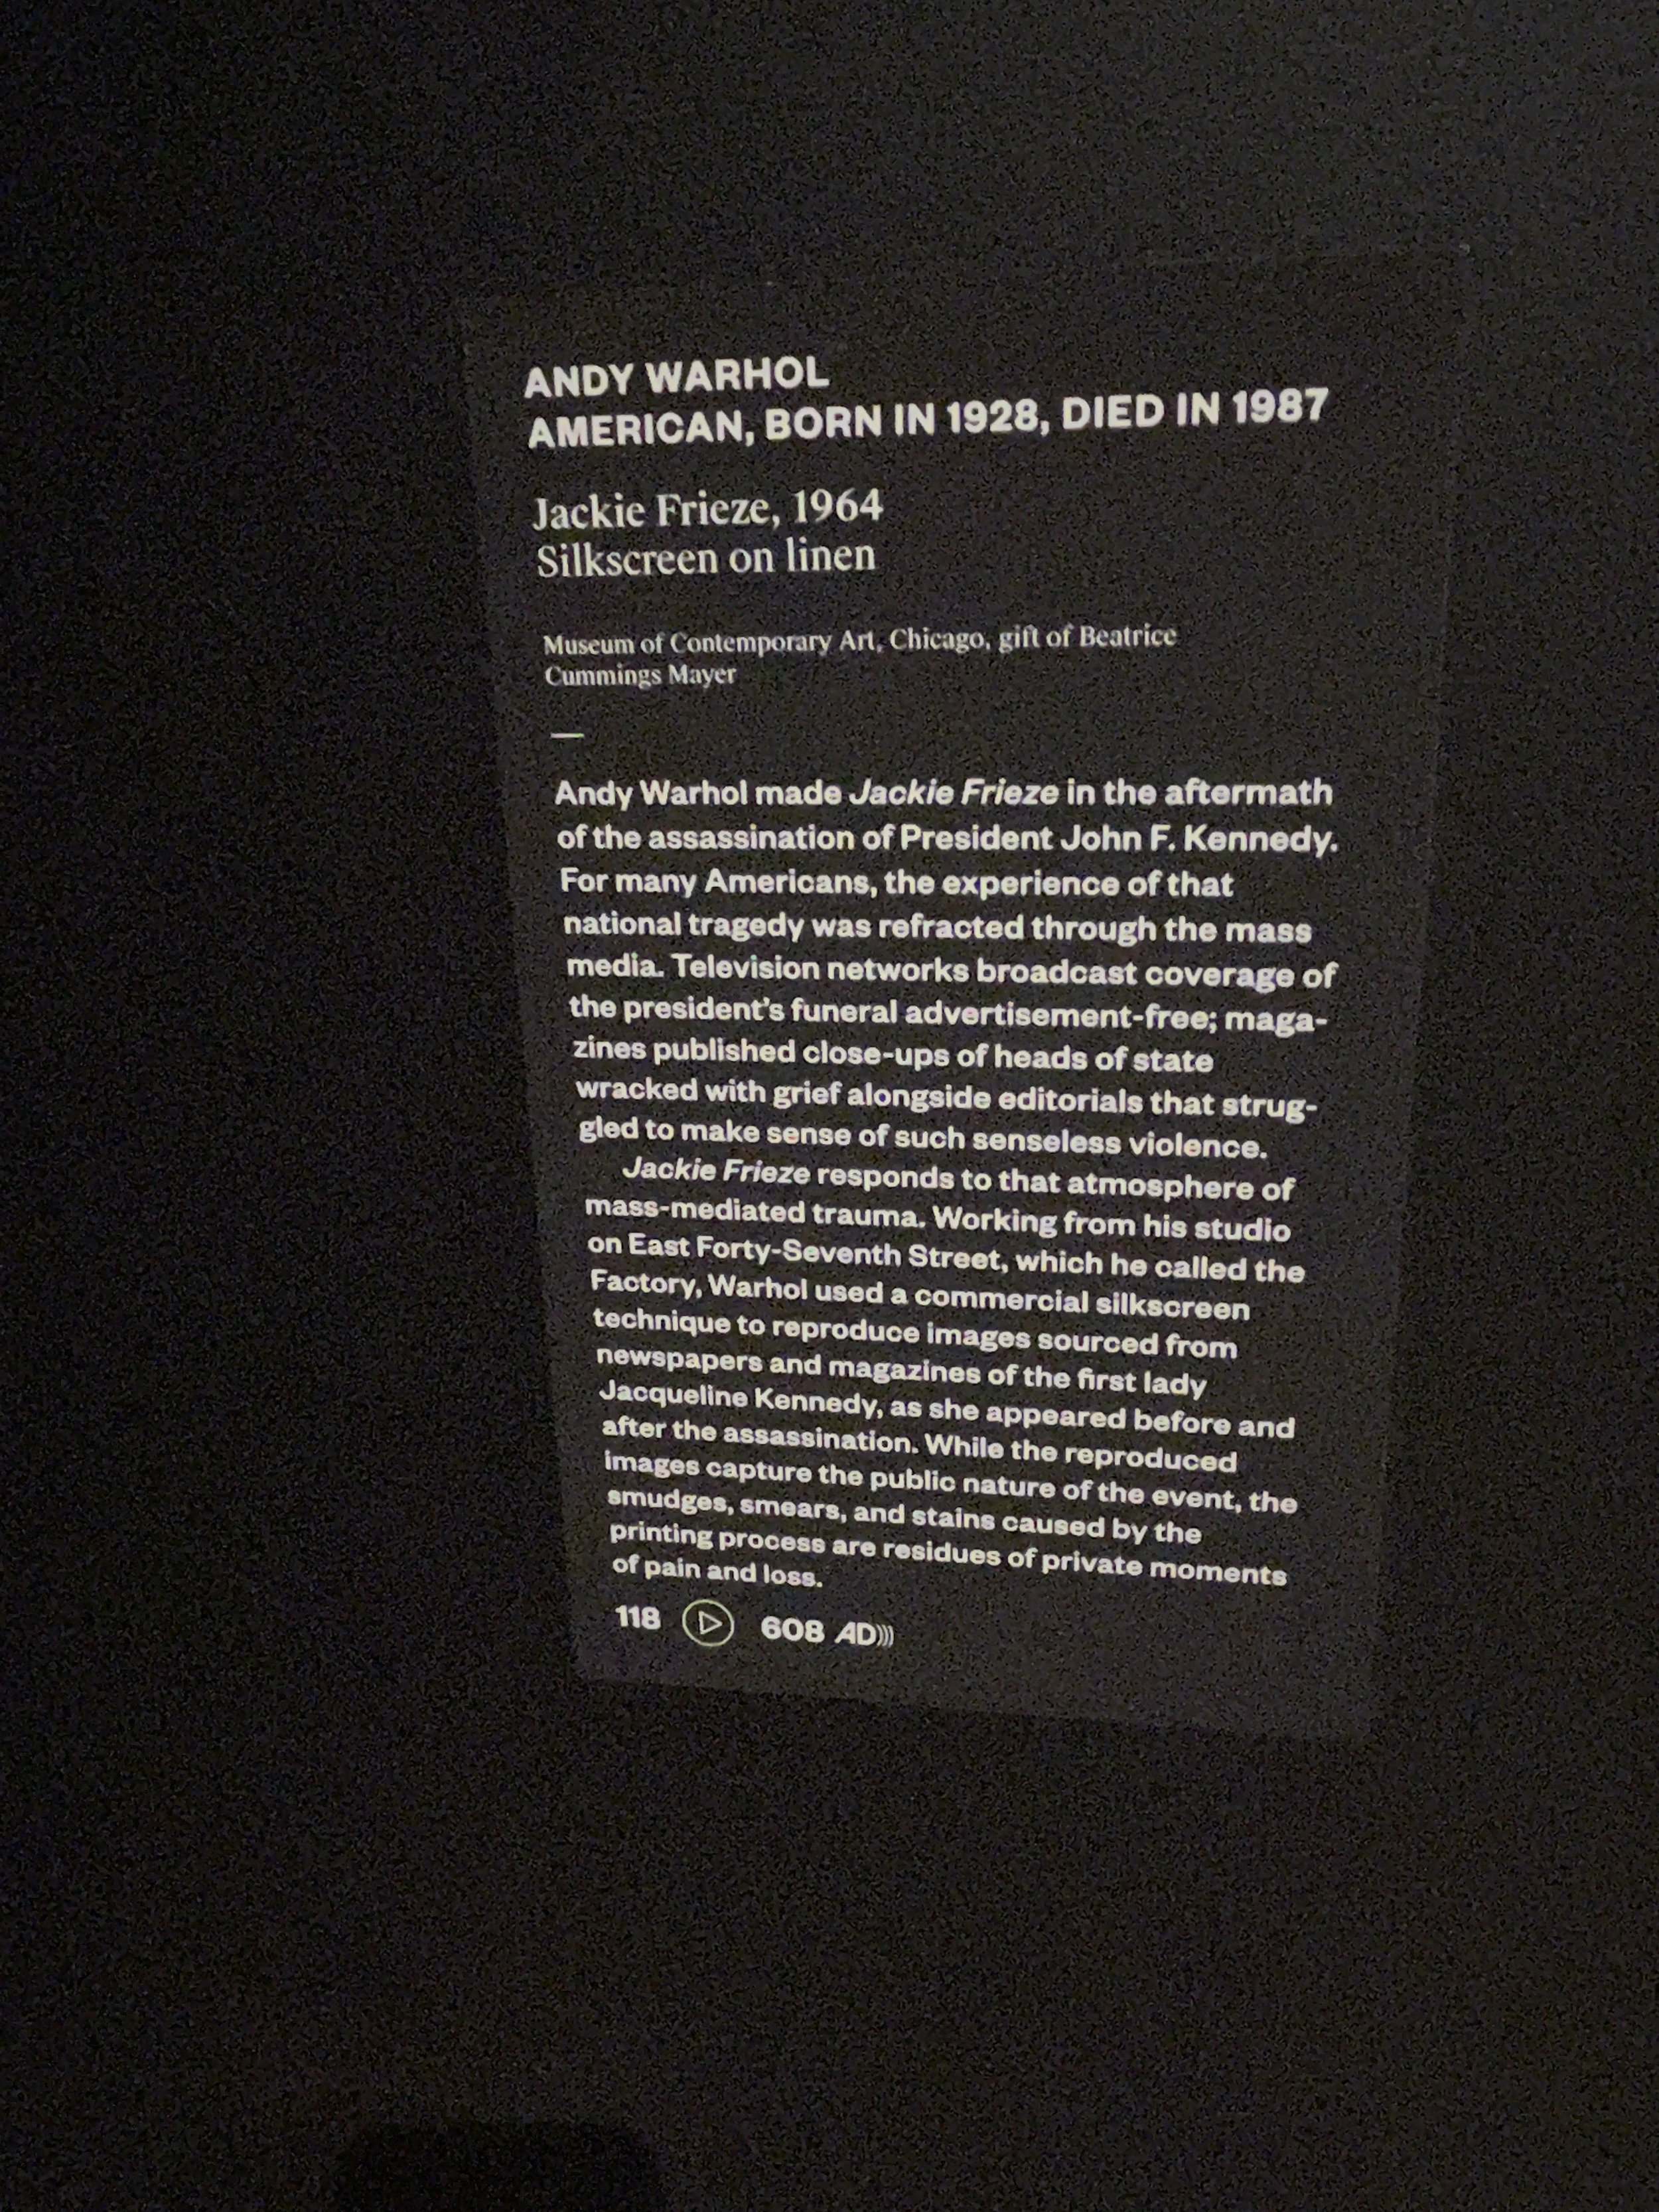 ANDY WARHOL
AMERICAN, BORN IN 1928, DIED IN 1987
Jackie Frieze, 1964
Silkscreen on linen
Museum of Contemporary Art, Chicago, gift of Beatrice
Cummings Mayer
—
Andy Warhol made Jackie Frieze in the aftermath
of the assassination of President John F. Kennedy.
For many Americans, the experience of that
national tragedy was refracted through the mass
media. Television networks broadcast coverage of
the president's funeral advertisement-free; maga-
zines published close-ups of heads of state
wracked with grief alongside editorials that strug-
gled to make sense of such senseless violence.
Jackie Frieze responds to that atmosphere of
mass-mediated trauma. Working from his studio
on East Forty-Seventh Street, which he called the
Factory, Warhol used a commercial silkscreen
technique to reproduce images sourced from
newspapers and magazines of the first lady
Jacqueline Kennedy, as she appeared before and
after the assassination. While the reproduced
images capture the public nature of the event, the
smudges, smears, and stains caused by the
printing process are residues of private moments
of pain and loss.
118 608 AD)))